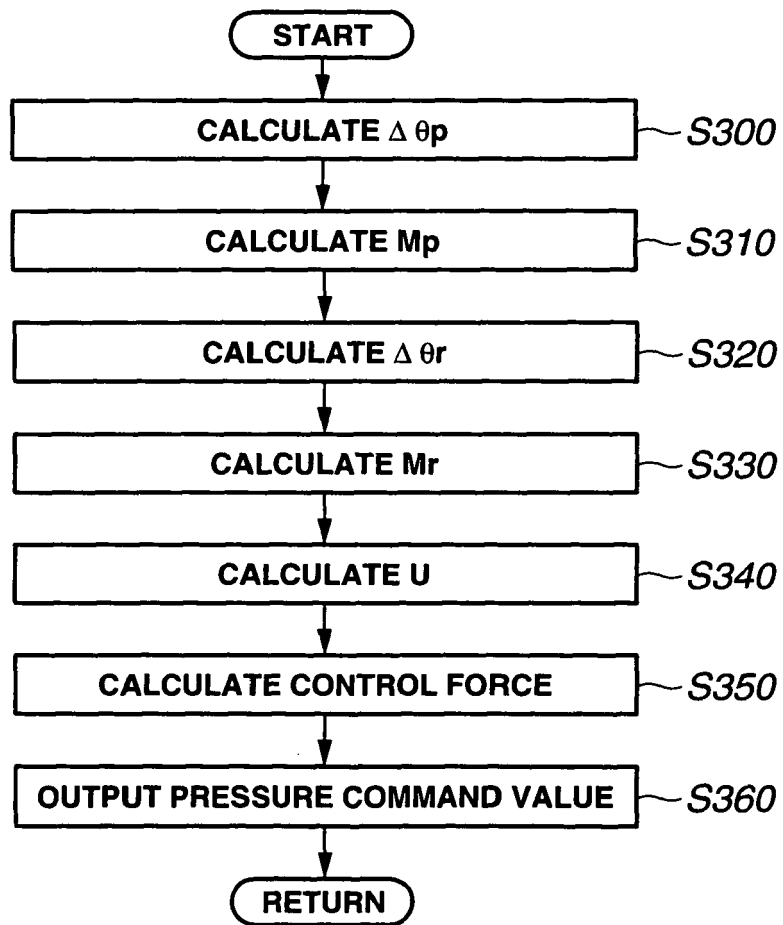 START
CALCULATE Δ θp
S300
CALCULATE Mp
S310
CALCULATE Δ θr
S320
CALCULATE Mr
S330
CALCULATE U
S340
CALCULATE CONTROL FORCE
S350
OUTPUT PRESSURE COMMAND VALUE
S360
RETURN